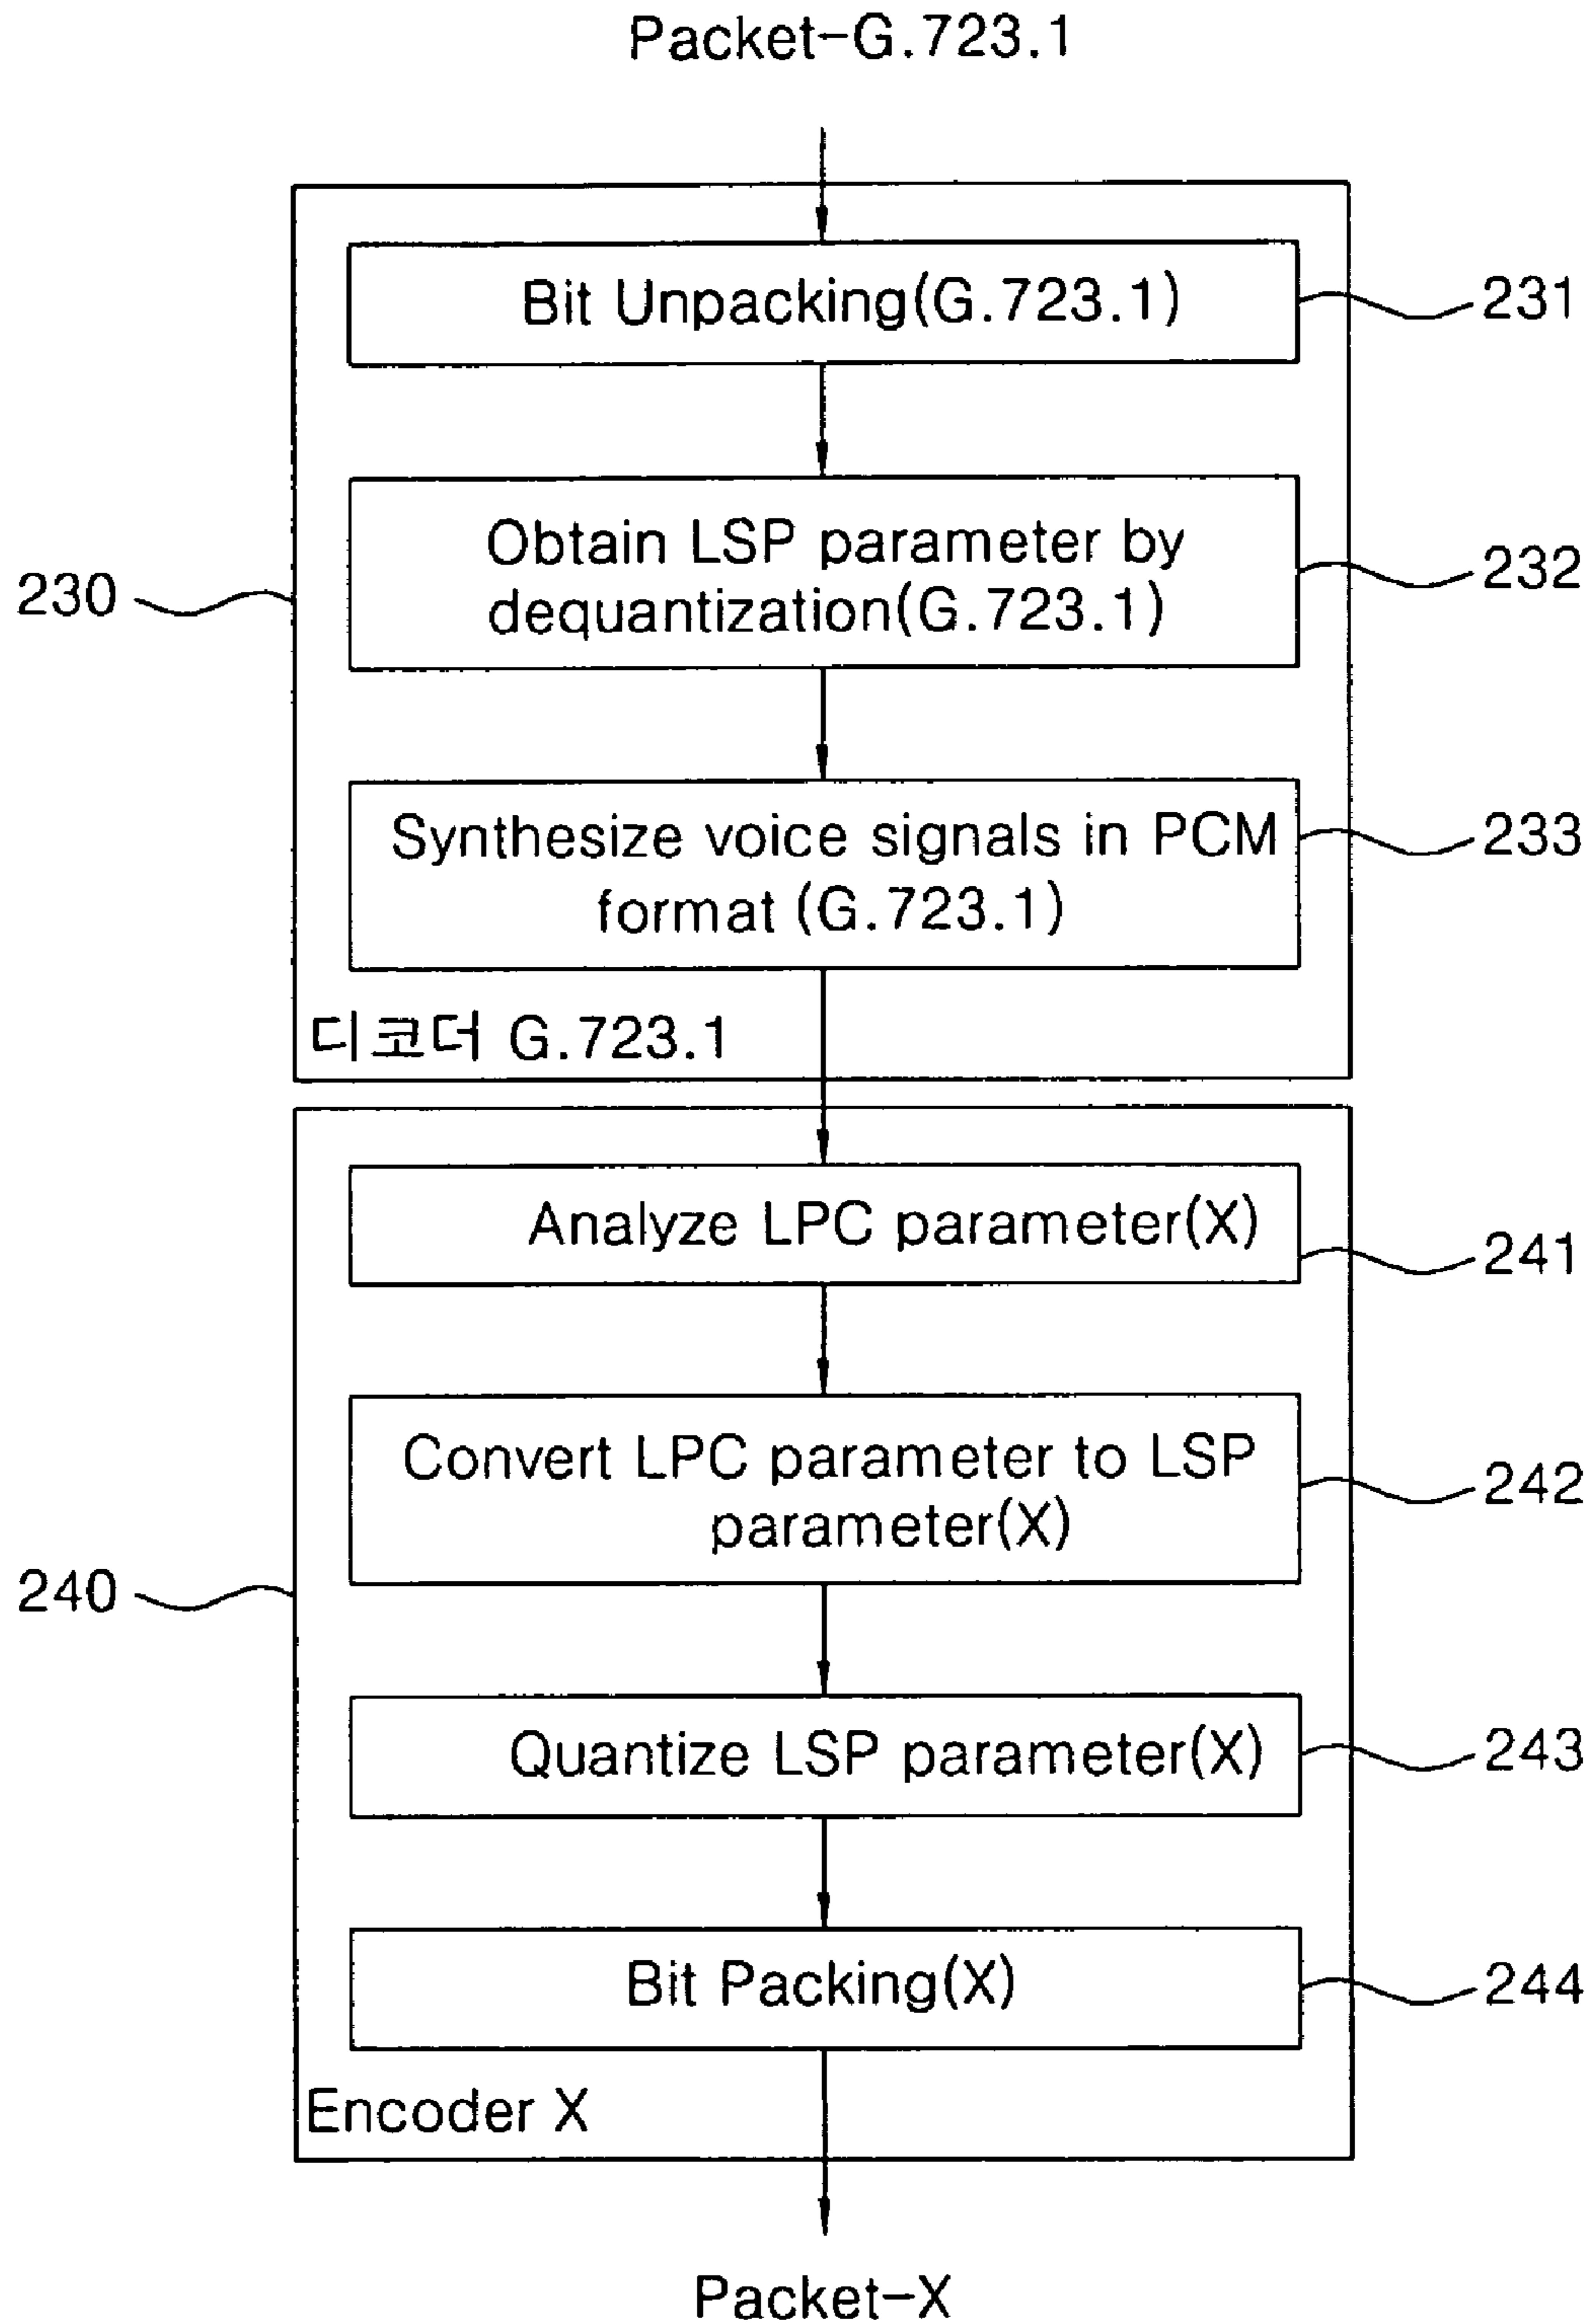 Packet-G.723.1
Bit Unpacking(G.723.1)
231
Obtain LSP parameter by
dequantization(G.723.1)
232
230
Synthesize voice signals in PCM
format (G.723.1)
233
디코더 G.723.1
Analyze LPC parameter(X)
241
Convert LPC parameter to LSP
parameter(X)
242
240
Quantize LSP parameter(X)
243
Bit Packing(X)
244
Encoder X
Packet-X